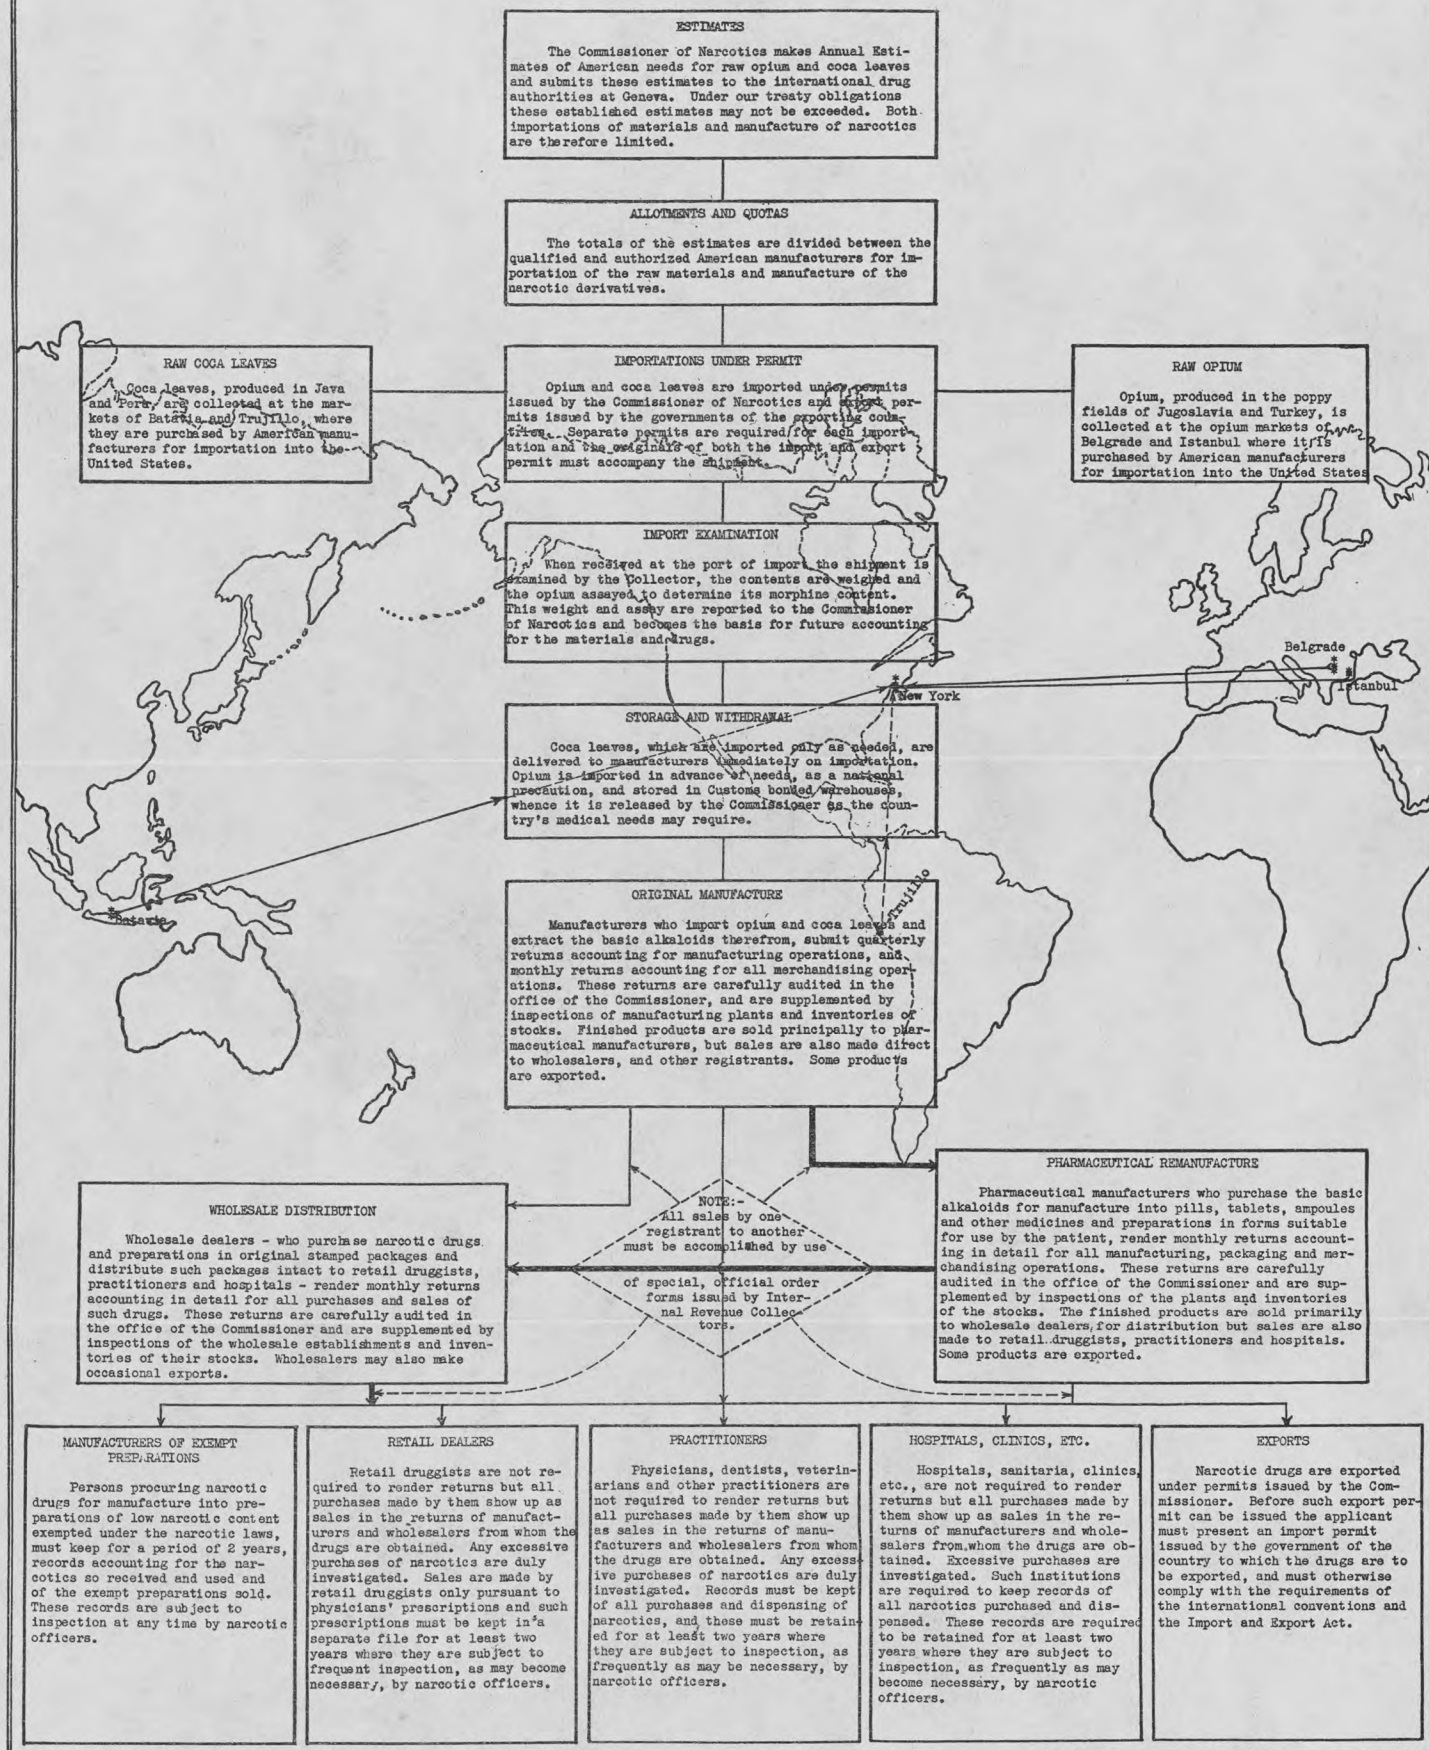 ESTIMATES
The Commissioner of Narcotics makes Annual Esti-
mates of American needs for raw opium and coca leaves
and submits these estimates to the international drug
authorities at Geneva. Under our treaty obligations
these established estimates may not be exceeded. Both
importations of materials and manufacture of narcotics
are therefore limited.
ALLOTMENTS AND QUOTAS
The totals of the estimates are divided between the
qualified and authorized American manufacturers for im-
portation of the raw materials and manufacture of the
narcotic derivatives.
RAW COCA LEAVES
Coca leaves, produced in Java
and Peru, are collected at the mar-
kets of Batavia and Trujillo, where
they are purchased by American manu-
facturers for importation into the
United States.
IMPORTATIONS UNDER PERMIT
Opium and coca leaves are imported under permits
issued by the Commissioner of Narcotics and export per-
mits issued by the governments of the exporting coun-
tries. Separate permits are required for each import-
ation and the originals of both the import and export
permit must accompany the shipment.
RAW OPIUM
Opium, produced in the poppy
fields of Jugoslavia and Turkey, is
collected at the opium markets of
Belgrade and Istanbul where it is
purchased by American manufacturers
for importation into the United States
IMPORT EXAMINATION
When received at the port of import the shipment is
examined by the Collector, the contents are weighed and
the opium assayed to determine its morphine content.
This weight and assay are reported to the Commissioner
of Narcotics and becomes the basis for future accounting
for the materials and drugs.
Belgrade
Istanbul
New York
STORAGE AND WITHDRAWAL
Coca leaves, which are imported only as needed, are
delivered to manufacturers immediately on importation.
Opium is imported in advance of needs, as a national
precaution, and stored in Customs bonded warehouses,
whence it is released by the Commissioner as the coun-
try's medical needs may require.
Trujillo
Batavia
ORIGINAL MANUFACTURE
Manufacturers who import opium and coca leaves and
extract the basic alkaloids therefrom, submit quarterly
returns accounting for manufacturing operations, and
monthly returns accounting for all merchandising oper-
ations. These returns are carefully audited in the
office of the Commissioner, and are supplemented by
inspections of manufacturing plants and inventories of
stocks. Finished products are sold principally to phar-
maceutical manufacturers, but sales are also made direct
to wholesalers, and other registrants. Some products
are exported.
WHOLESALE DISTRIBUTION
Wholesale dealers - who purchase narcotic drugs
and preparations in original stamped packages and
distribute such packages intact to retail druggists,
practitioners and hospitals - render monthly returns
accounting in detail for all purchases and sales of
such drugs. These returns are carefully audited in
the office of the Commissioner and are supplemented by
inspections of the wholesale establishments and inven-
tories of their stocks. Wholesalers may also make
occasional exports.
NOTE:-
All sales by one
registrant to another
must be accomplished by use
of special, official order
forms issued by Inter-
nal Revenue Collec-
tors.
PHARMACEUTICAL REMANUFACTURE
Pharmaceutical manufacturers who purchase the basic
alkaloids for manufacture into pills, tablets, ampoules
and other medicines and preparations in forms suitable
for use by the patient, render monthly returns account-
ing in detail for all manufacturing, packaging and mer-
chandising operations. These returns are carefully
audited in the office of the Commissioner and are sup-
plemented by inspections of the plants and inventories
of the stocks. The finished products are sold primarily
to wholesale dealers, for distribution but sales are also
made to retail druggists, practitioners and hospitals.
Some products are exported.
MANUFACTURERS OF EXEMPT
PREPARATIONS
Persons procuring narcotic
drugs for manufacture into pre-
parations of low narcotic content
exempted under the narcotic laws,
must keep for a period of 2 years,
records accounting for the nar-
cotics so received and used and
of the exempt preparations sold.
These records are subject to
inspection at any time by narcotic
officers.
RETAIL DEALERS
Retail druggists are not re-
quired to render returns but all
purchases made by them show up as
sales in the returns of manufact-
urers and wholesalers from whom the
drugs are obtained. Any excessive
purchases of narcotics are duly
investigated. Sales are made by
retail druggists only pursuant to
physicians' prescriptions and such
prescriptions must be kept in a
separate file for at least two
years where they are subject to
frequent inspection, as may become
necessary, by narcotic officers.
PRACTITIONERS
Physicians, dentists, veterin-
arians and other practitioners are
not required to render returns but
all purchases made by them show up
as sales in the returns of manu-
facturers and wholesalers from whom
the drugs are obtained. Any excess-
ive purchases of narcotics are duly
investigated. Records must be kept
of all purchases and dispensing of
narcotics, and these must be retain-
ed for at least two years where
they are subject to inspection, as
frequently as may be necessary, by
narcotic officers.
HOSPITALS, CLINICS, ETC.
Hospitals, sanitaria, clinics,
etc., are not required to render
returns but all purchases made by
them show up as sales in the re-
turns of manufacturers and whole-
salers from whom the drugs are ob-
tained. Excessive purchases are
investigated. Such institutions
are required to keep records of
all narcotics purchased and dis-
pensed. These records are required
to be retained for at least two
years where they are subject to
inspection, as frequently as may
become necessary, by narcotic
officers.
EXPORTS
Narcotic drugs are exported
under permits issued by the Com-
missioner. Before such export per-
mit can be issued the applicant
must present an import permit
issued by the government of the
country to which the drugs are to
be exported, and must otherwise
comply with the requirements of
the international conventions and
the Import and Export Act.